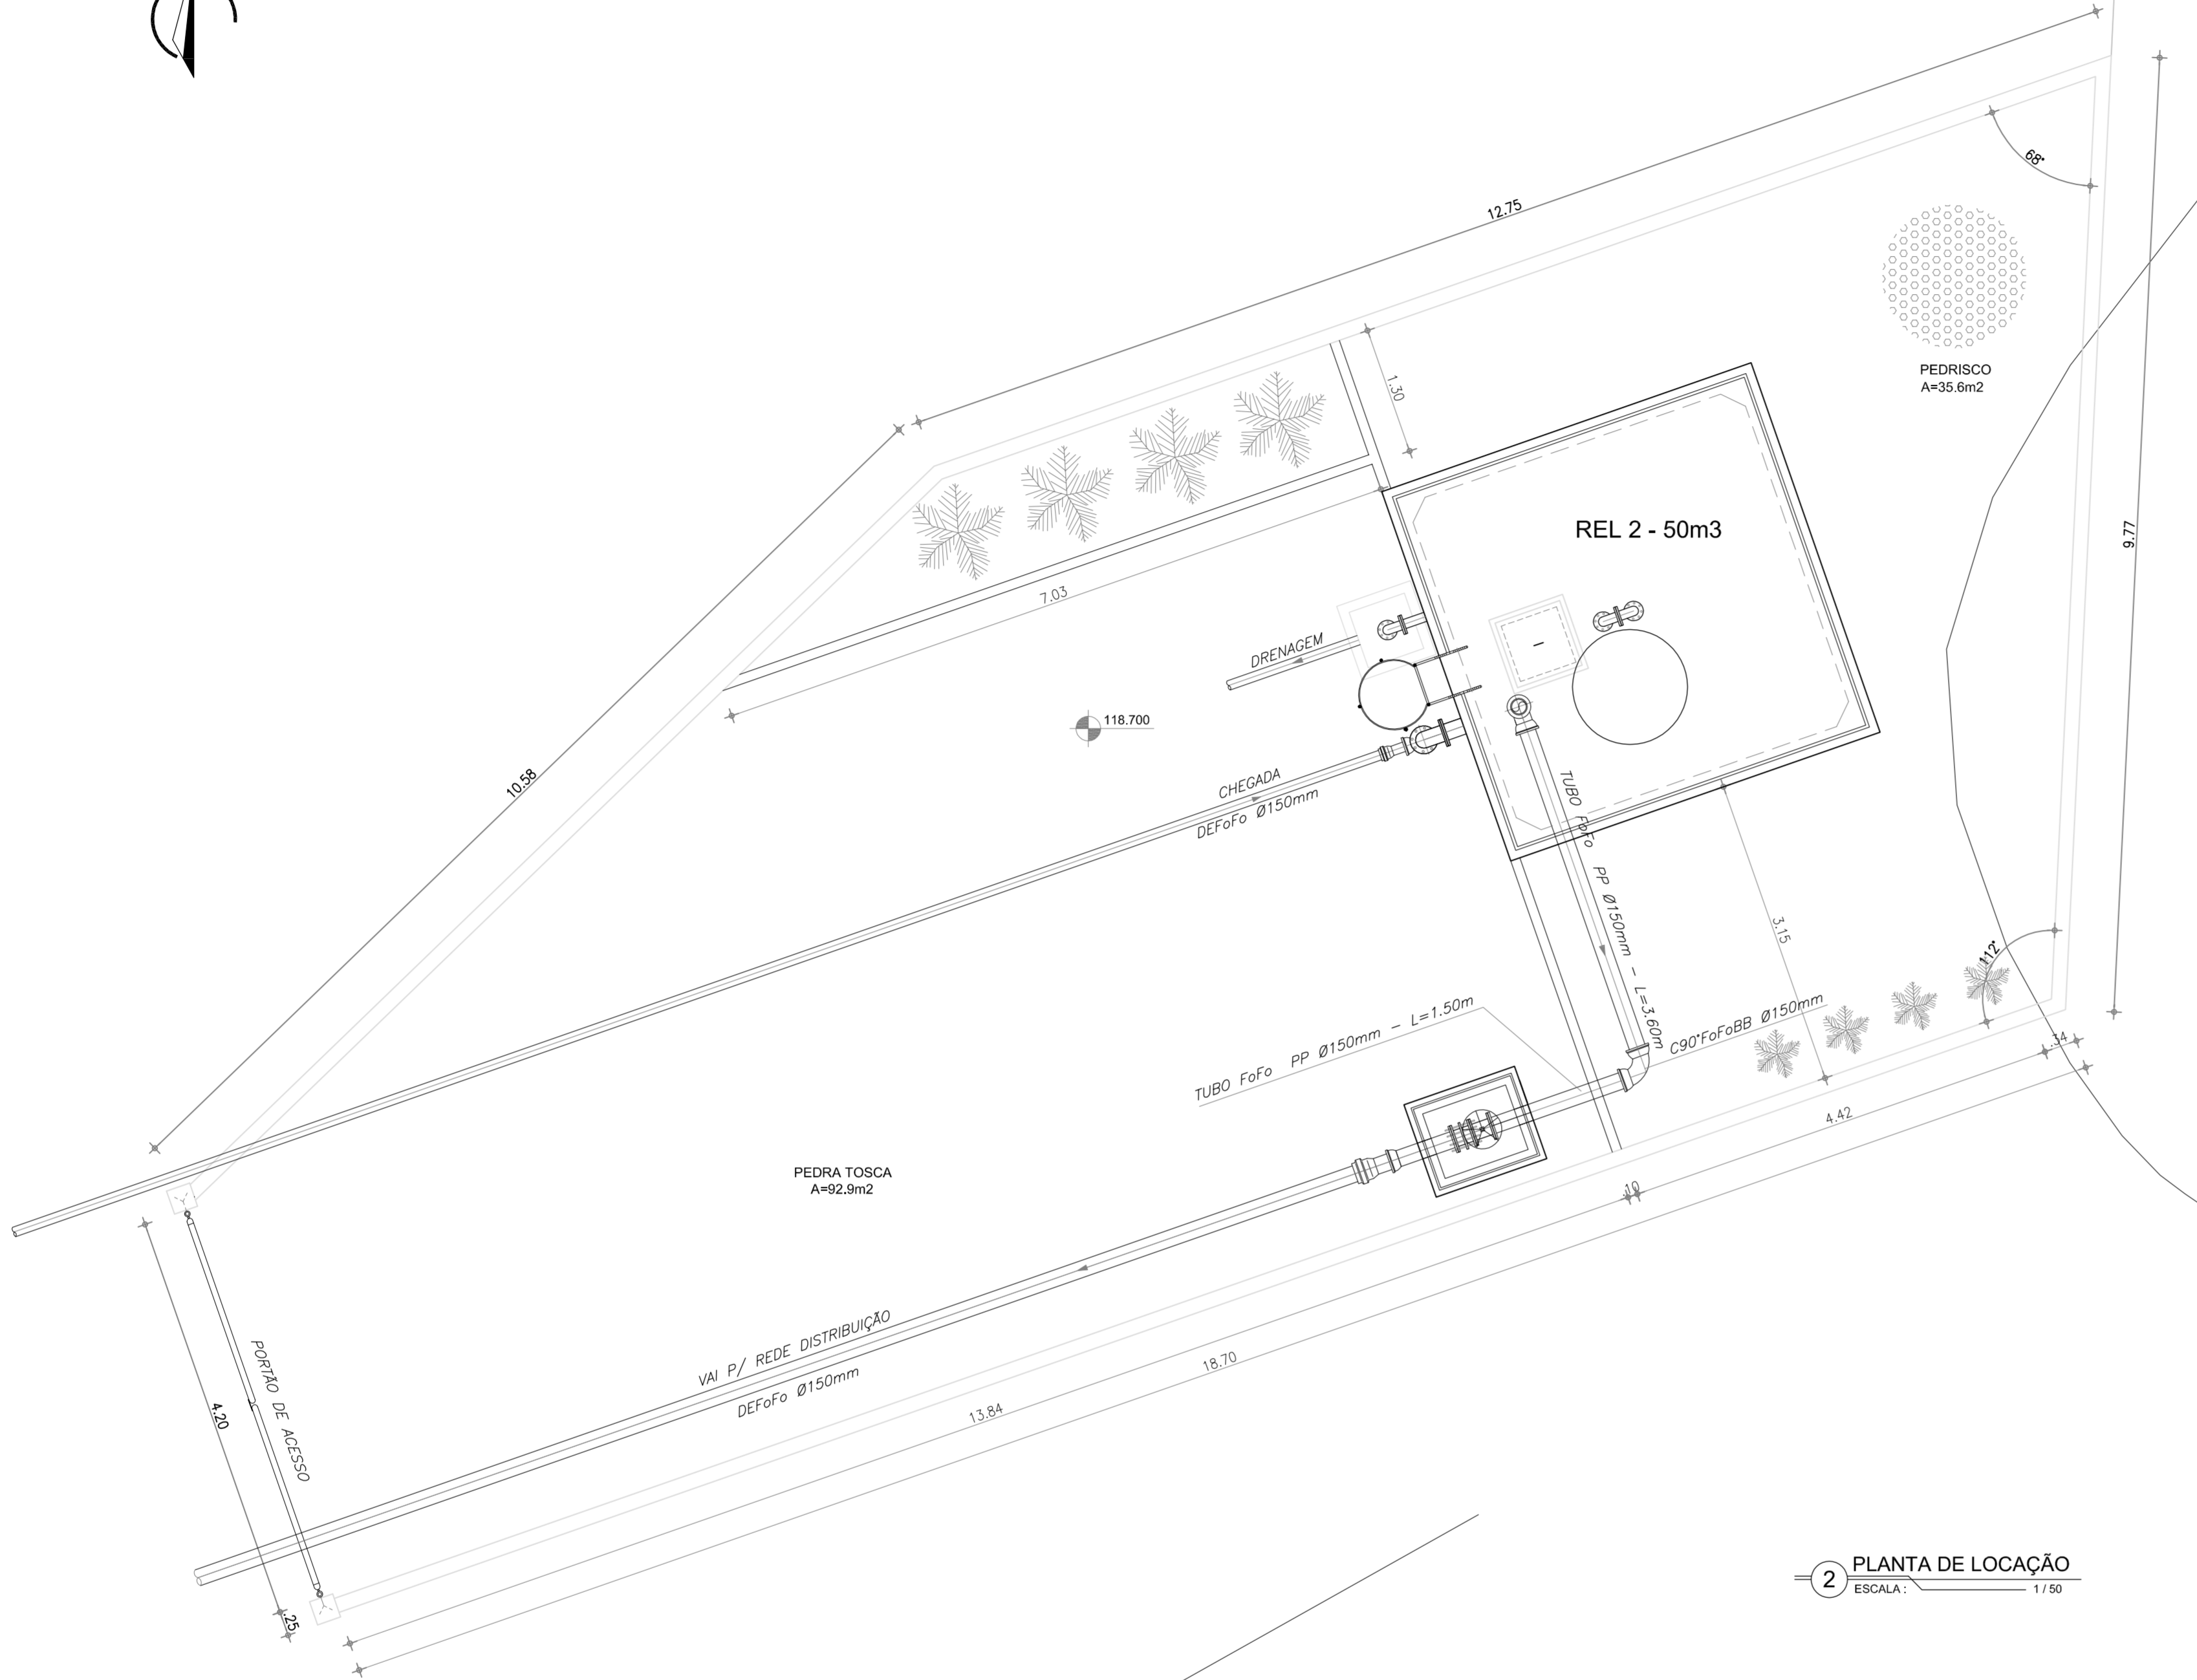 68°
12.75
PEDRISCO
A=35.6m2
1.30
REL 2 - 50m3
9.77
7.03
DRENAGEM
118.700
10.58
CHEGADA
DEFoFo Ø150mm
TUBO FoFo PP Ø150mm - L=3.60m
3.15
112°
TUBO FoFo PP Ø150mm - L=1.50m
C90°FoFoBB Ø150mm
.34
4.42
PEDRA TOSCA
A=92.9m2
.10
VAI P/ REDE DISTRIBUIÇÃO
DEFoFo Ø150mm
18.70
13.84
PORTÃO DE ACESSO
4.20
.25
2
PLANTA DE LOCAÇÃO
ESCALA : 1 / 50